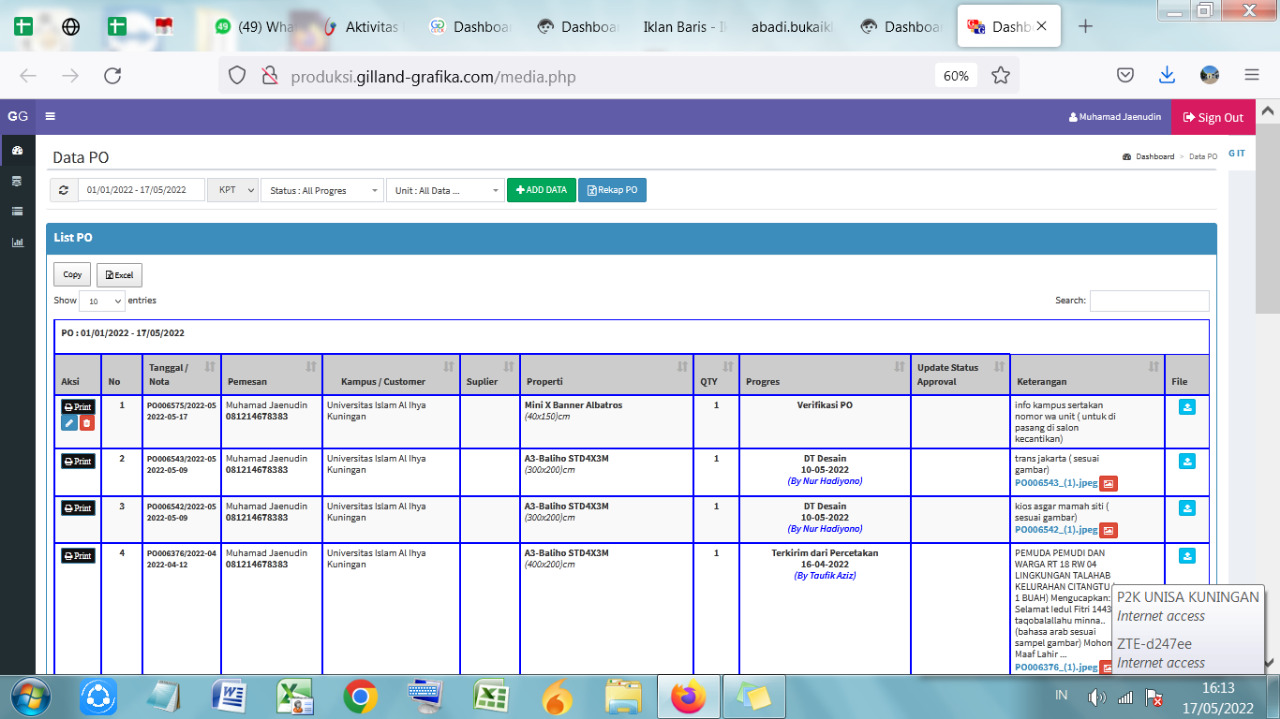 (49) Wha
Aktivitas
Dashboa
Dashboa
Iklan Baris - I
abadi.bukaikl
Dashboa
Dashb
produksi.gilland-grafika.com/media.php
60%
GG
Muhamad Jaenudin
Sign Out
Data PO
Dashboard > Data PO
G IT
01/01/2022 - 17/05/2022
KPT
Status : All Progres
Unit : All Data ...
ADD DATA
Rekap PO
List PO
Copy
Excel
Show 10 entries
Search:
PO : 01/01/2022 - 17/05/2022
Aksi
No
Tanggal /
Nota
Pemesan
Kampus / Customer
Suplier
Properti
QTY
Progres
Update Status
Approval
Keterangan
File
Print
1
PO006575/2022-05
2022-05-17
Muhamad Jaenudin
081214678383
Universitas Islam Al Ihya
Kuningan
Mini X Banner Albatros
(40x150)cm
1
Verifikasi PO
info kampus sertakan
nomor wa unit ( untuk di
pasang di salon
kecantikan)
Print
2
PO006543/2022-05
2022-05-09
Muhamad Jaenudin
081214678383
Universitas Islam Al Ihya
Kuningan
A3-Baliho STD4X3M
(300x200)cm
1
DT Desain
10-05-2022
(By Nur Hadiyono)
trans jakarta ( sesuai
gambar)
PO006543_(1).jpeg
Print
3
PO006542/2022-05
2022-05-09
Muhamad Jaenudin
081214678383
Universitas Islam Al Ihya
Kuningan
A3-Baliho STD4X3M
(300x200)cm
1
DT Desain
10-05-2022
(By Nur Hadiyono)
kios asgar mamah siti (
sesuai gambar)
PO006542_(1).jpeg
Print
4
PO006376/2022-04
2022-04-12
Muhamad Jaenudin
081214678383
Universitas Islam Al Ihya
Kuningan
A3-Baliho STD4X3M
(400x200)cm
1
Terkirim dari Percetakan
16-04-2022
(By Taufik Aziz)
PEMUDA PEMUDI DAN
WARGA RT 18 RW 04
LINGKUNGAN TALAHAB
KELURAHAN CITANGTU
1 BUAH) Mengucapkan:
Selamat Iedul Fitri 1443
taqobalallahu minna..
(bahasa arab sesuai
sampel gambar) Mohon
Maaf Lahir ...
PO006376_(1).jpeg
P2K UNISA KUNINGAN
Internet access
ZTE-d247ee
Internet access
IN
16:13
17/05/2022